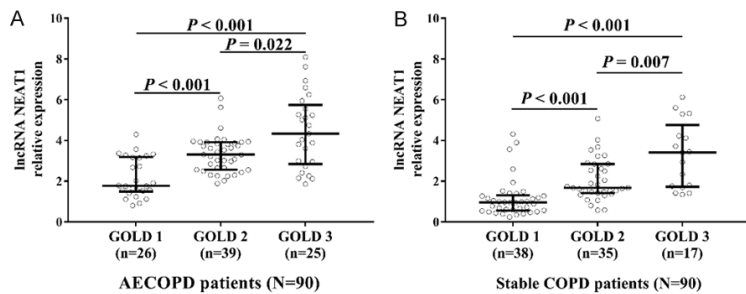 A
B
lncRNA NEAT1
relative expression
10
8
6
4
2
0
P < 0.001
P = 0.022
P < 0.001
GOLD 1
(n=26)
GOLD 2
(n=39)
GOLD 3
(n=25)
AECOPD patients (N=90)
lncRNA NEAT1
relative expression
10
8
6
4
2
0
P < 0.001
P = 0.007
P < 0.001
GOLD 1
(n=38)
GOLD 2
(n=35)
GOLD 3
(n=17)
Stable COPD patients (N=90)